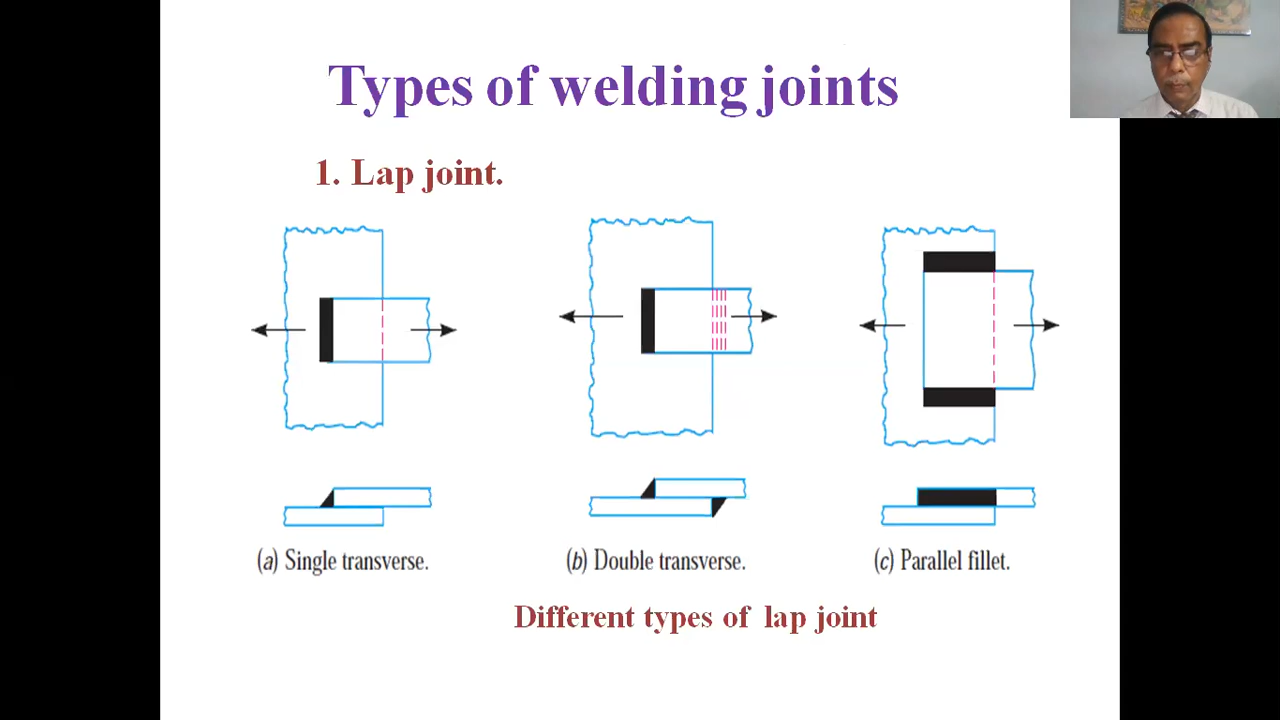 Types of welding joints
1. Lap joint.
(a) Single transverse.
(b) Double transverse.
(c) Parallel fillet.
Different types of lap joint